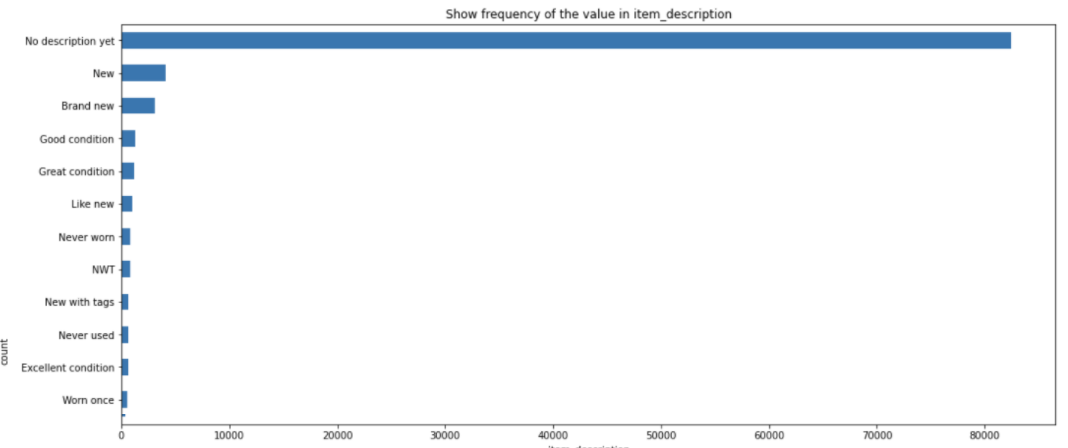 Show frequency of the value in item_description
No description yet
New
Brand new
Good condition
Great condition
Like new
Never worn
NWT
New with tags
Never used
Excellent condition
Worn once
count
0 10000 20000 30000 40000 50000 60000 70000 80000
item_description